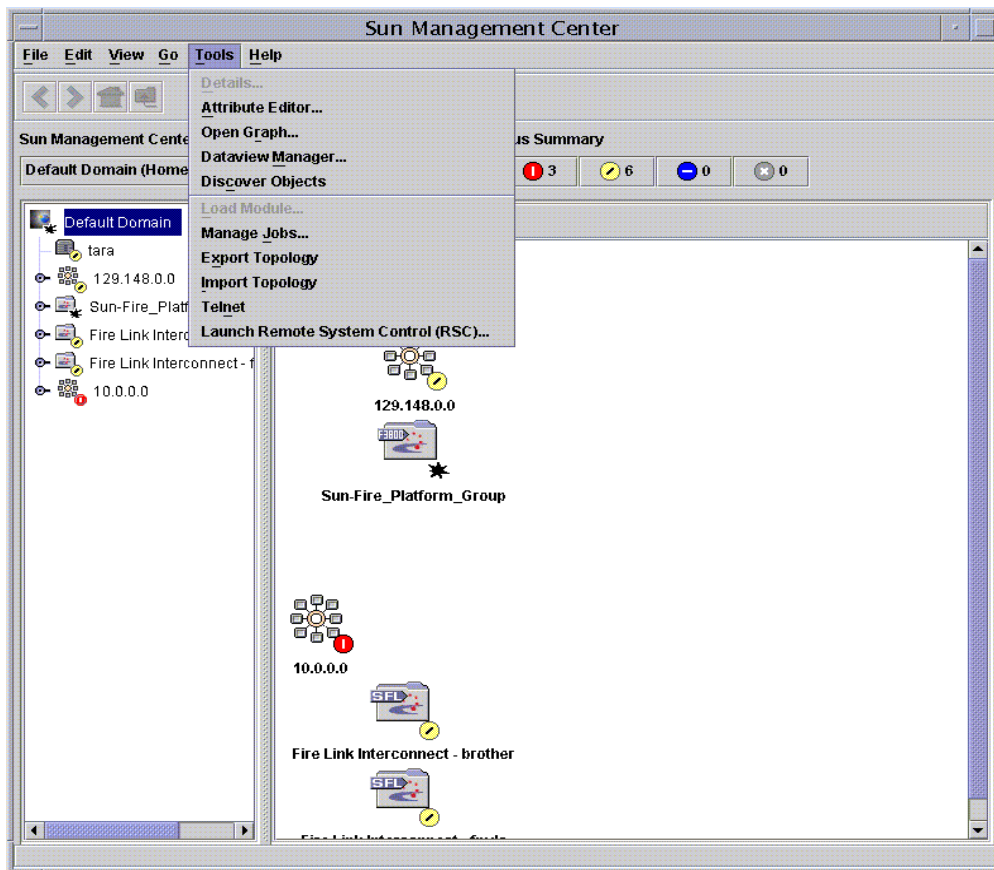 Sun Management Center
File Edit View Go Tools Help
Details...
Attribute Editor...
Open Graph...
Dataview Manager...
Discover Objects
Load Module...
Manage Jobs...
Export Topology
Import Topology
Telnet
Launch Remote System Control (RSC)...
Sun Management Cente
us Summary
Default Domain (Home
3 6 0 0
Default Domain
tara
129.148.0.0
Sun-Fire_Platf
Fire Link Interc
Fire Link Interconnect - f
10.0.0.0
129.148.0.0
Sun-Fire_Platform_Group
10.0.0.0
SFL
Fire Link Interconnect - brother
SFL